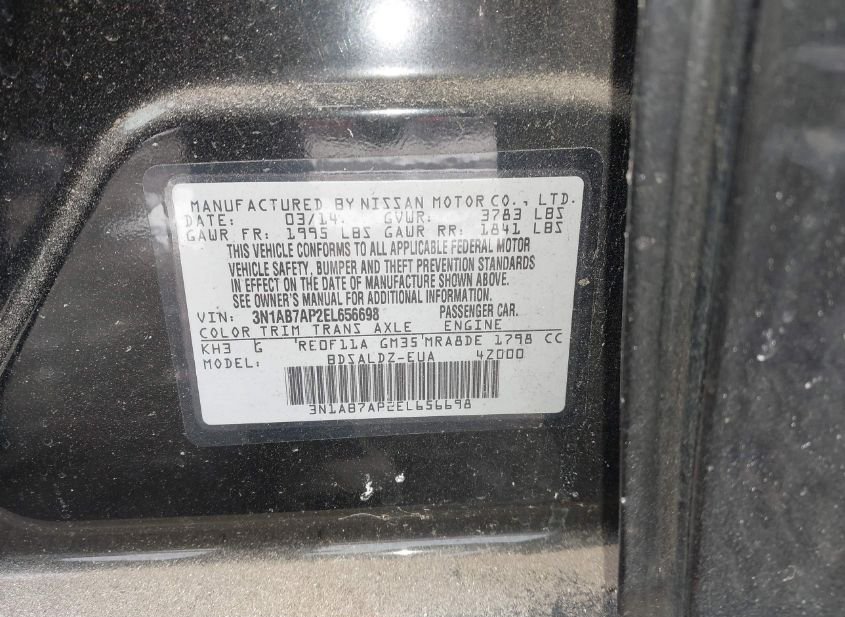 MANUFACTURED BY NISSAN MOTOR CO., LTD.
DATE: 03/14. GVWR: 3783 LBS
GAWR FR: 1995 LBS GAWR RR: 1841 LBS
THIS VEHICLE CONFORMS TO ALL APPLICABLE FEDERAL MOTOR
VEHICLE SAFETY, BUMPER AND THEFT PREVENTION STANDARDS
IN EFFECT ON THE DATE OF MANUFACTURE SHOWN ABOVE.
SEE OWNER'S MANUAL FOR ADDITIONAL INFORMATION.
VIN: 3N1AB7AP2EL656698 PASSENGER CAR.
COLOR TRIM TRANS AXLE ENGINE
KH3 G RE0F11A GM35 MRA8DE 1798 CC
MODEL: BDSALDZ-EUA 42000
3N1AB7AP2EL656698